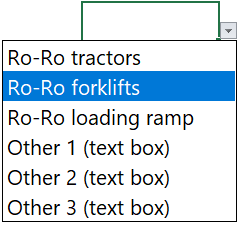 Ro-Ro tractors
Ro-Ro forklifts
Ro-Ro loading ramp
Other 1 (text box)
Other 2 (text box)
Other 3 (text box)